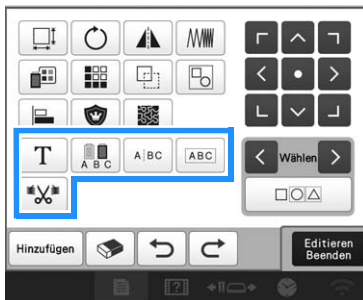 T
A B C
A BC
ABC
Wählen
Hinzufügen
Editieren
Beenden